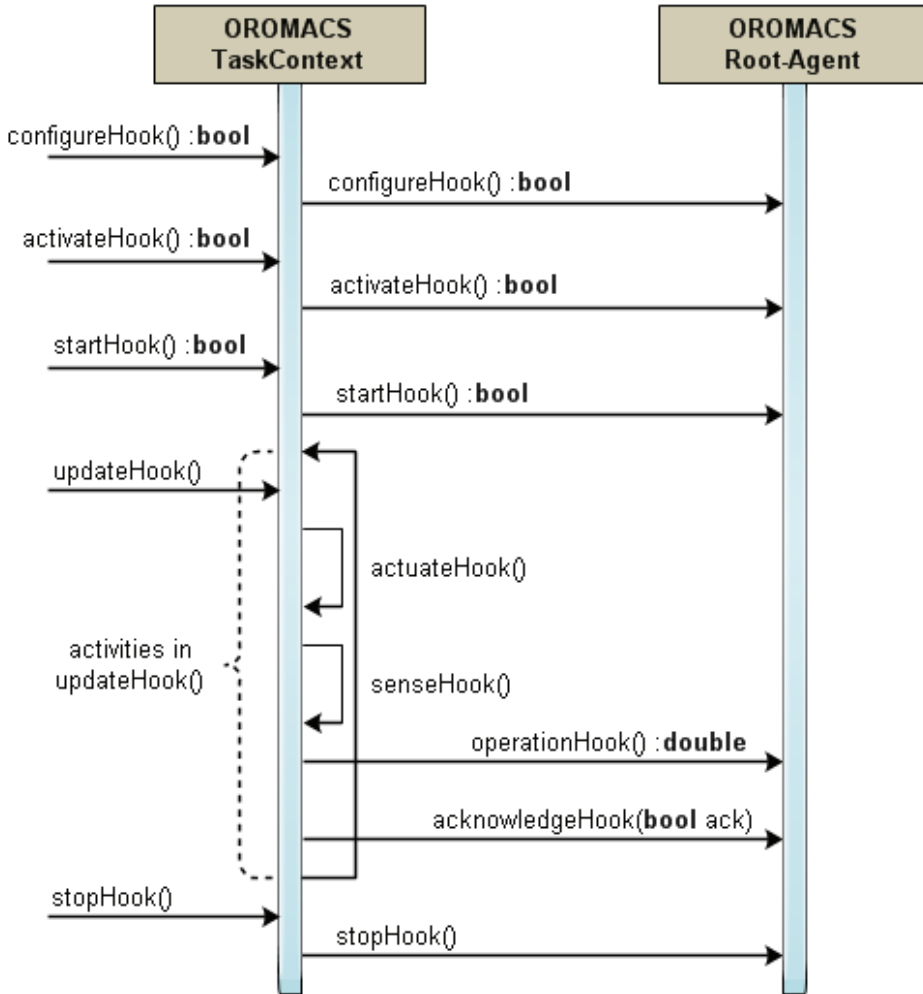 OROMACS
TaskContext
OROMACS
Root-Agent
configureHook() :bool
configureHook() :bool
activateHook() :bool
activateHook() :bool
startHook() :bool
startHook() :bool
updateHook()
actuateHook()
activities in
updateHook()
senseHook()
operationHook() :double
acknowledgeHook(bool ack)
stopHook()
stopHook()